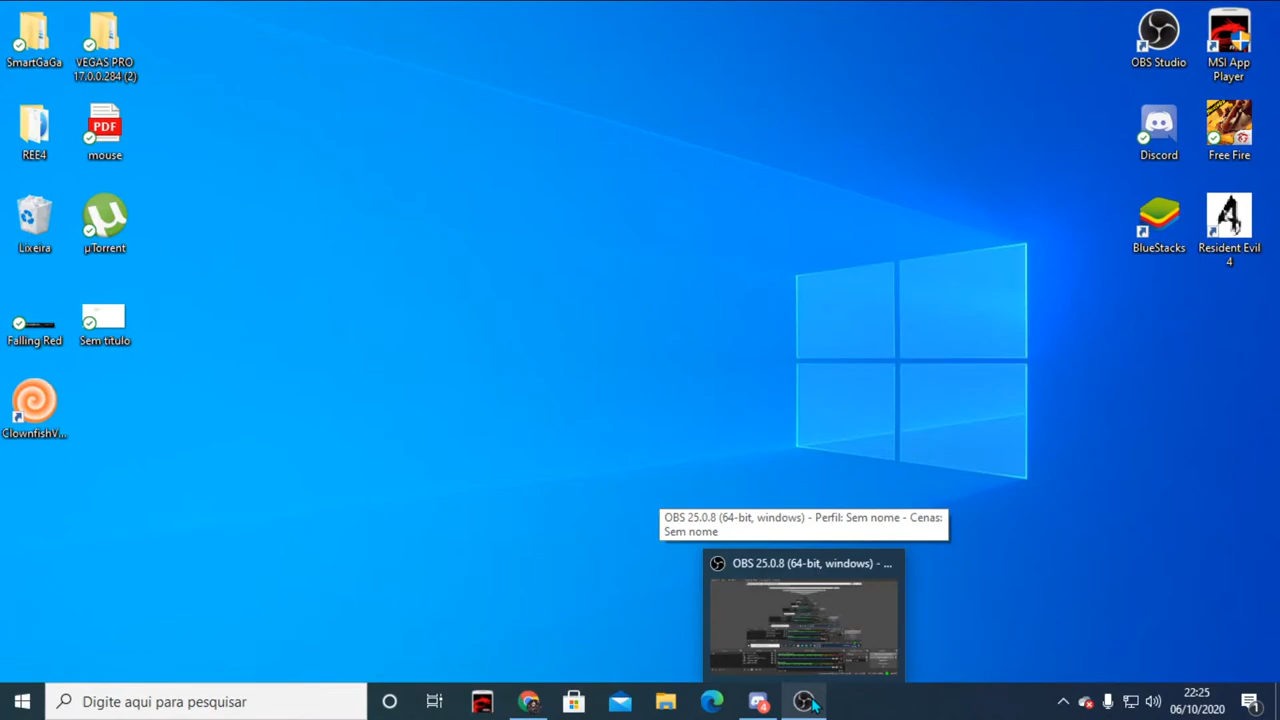 SmartGaGa
VEGAS PRO
17.0.0.284 (2)
OBS Studio
MSI App
Player
REE4
PDF
mouse
Discord
Free Fire
Lixeira
µTorrent
BlueStacks
Resident Evil
4
Falling Red
Sem título
ClownfishV...
OBS 25.0.8 (64-bit, windows) - Perfil: Sem nome - Cenas:
Sem nome
OBS 25.0.8 (64-bit, windows) - ...
Digite aqui para pesquisar
4
22:25
06/10/2020
1